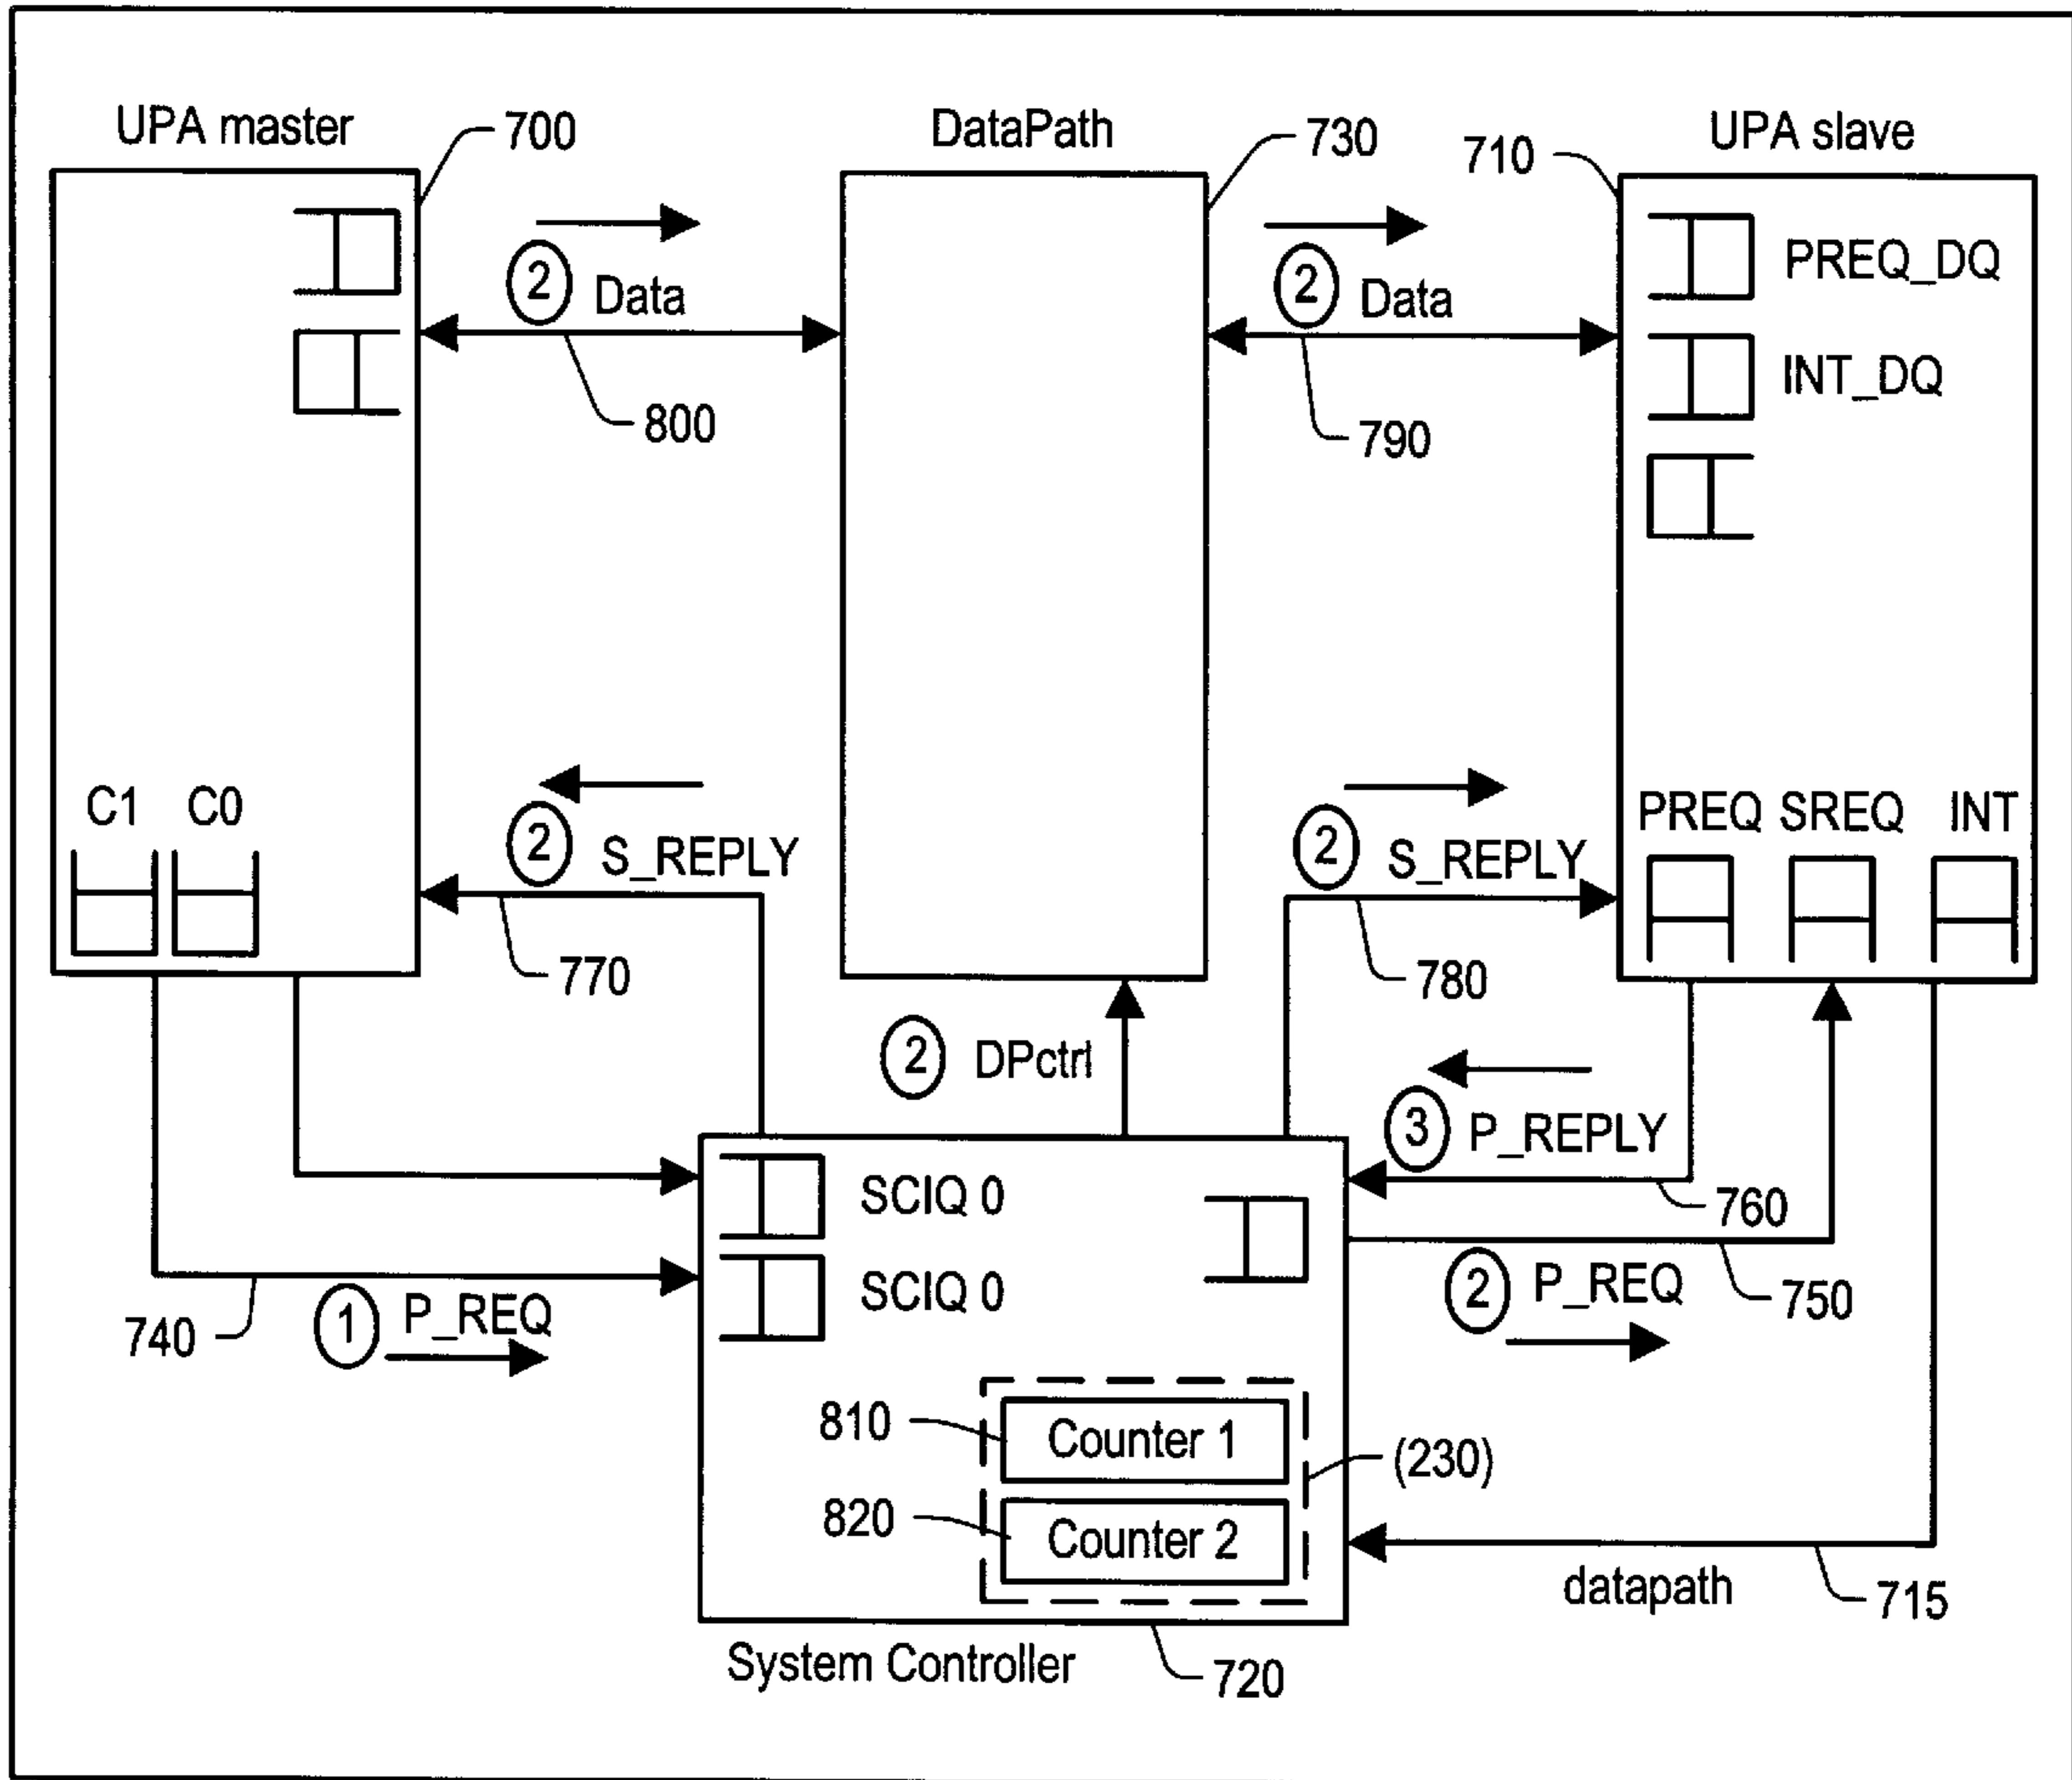 UPA master
700
DataPath
730
710
UPA slave
2 Data
800
2 Data
790
PREQ_DQ
INT_DQ
C1 C0
2 S_REPLY
770
2 S_REPLY
780
PREQ SREQ INT
2 DPctrl
3 P_REPLY
760
SCIQ 0
SCIQ 0
740
1 P_REQ
2 P_REQ
750
810
Counter 1
(230)
820
Counter 2
datapath
715
System Controller
720